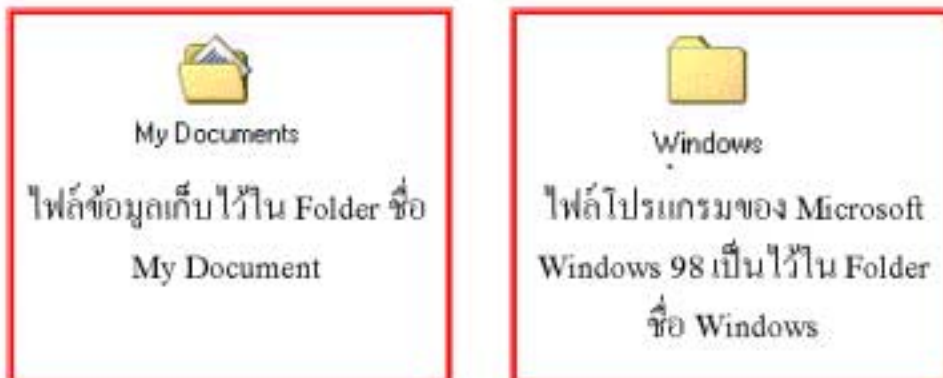 My Documents
ไฟล์ข้อมูลเก็บไว้ใน Folder ชื่อ
My Document
Windows
ไฟล์โปรแกรมของ Microsoft
Windows 98 เป็นไว้ใน Folder
ชื่อ Windows